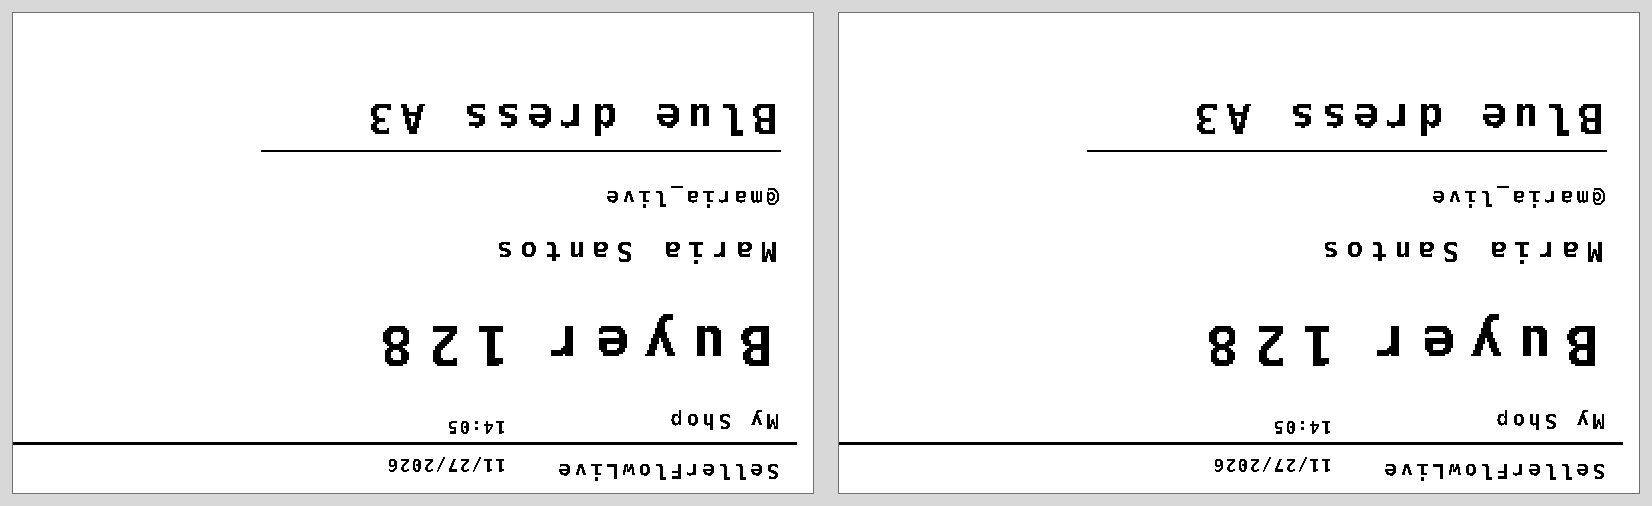 SellerFlowLive
11/27/2026
My Shop
14:05
Buyer 128
Maria Santos
@maria_live
Blue dress A3
SellerFlowLive
11/27/2026
My Shop
14:05
Buyer 128
Maria Santos
@maria_live
Blue dress A3